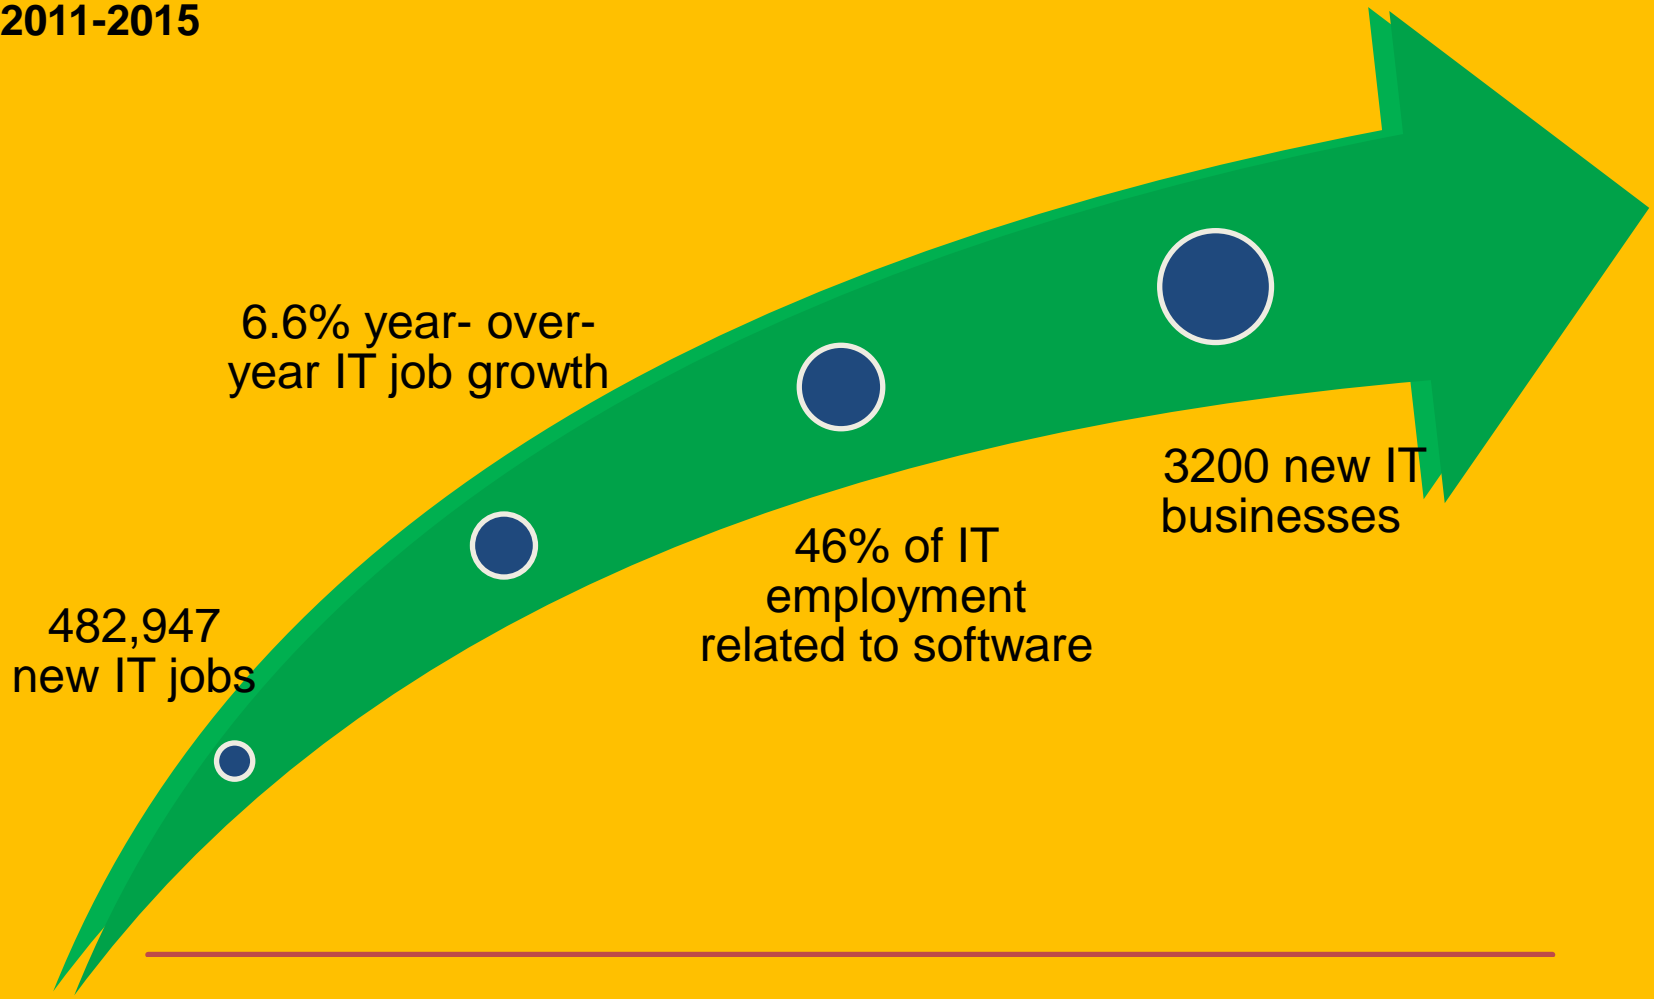 2011-2015
6.6% year- over-
year IT job growth
3200 new IT
businesses
46% of IT
employment
related to software
482,947
new IT jobs